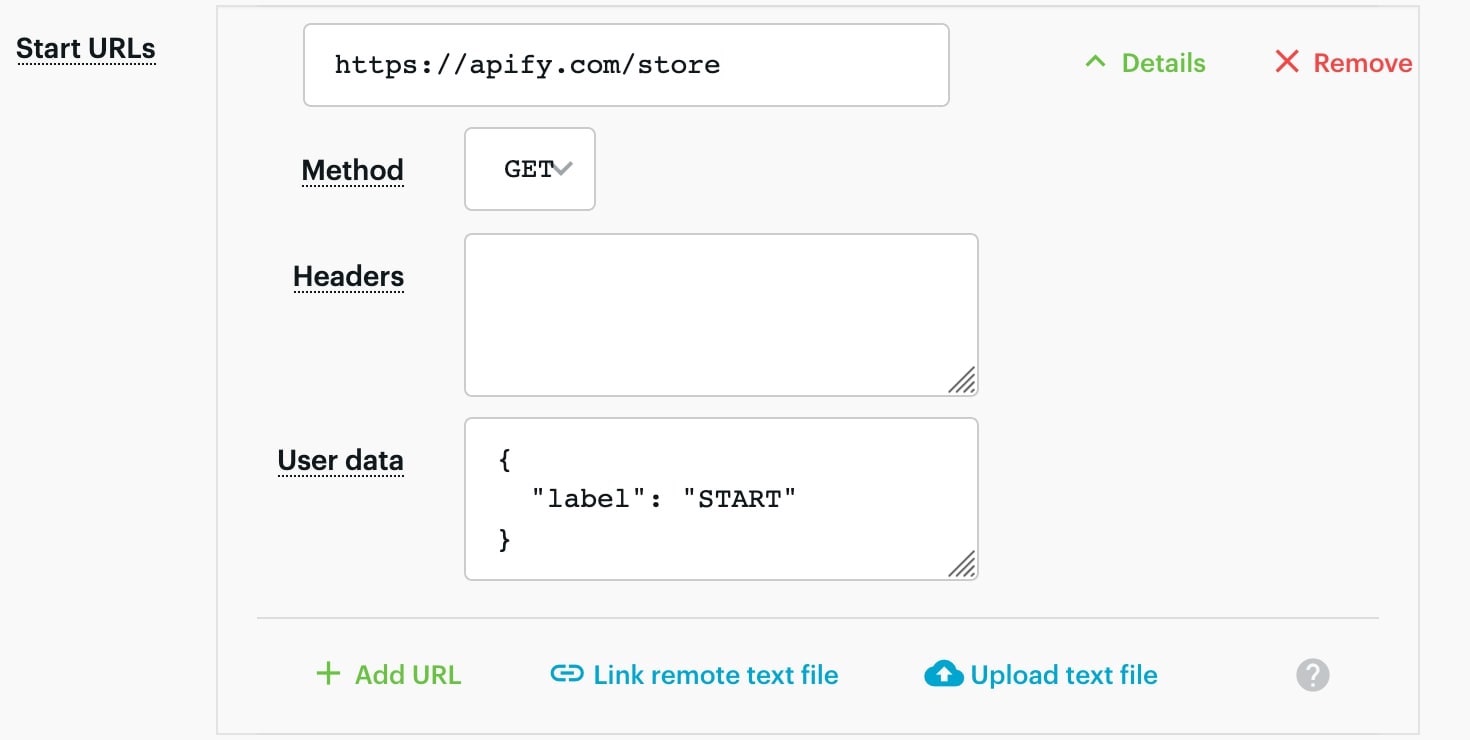 Start URLs
https://apify.com/store
Details
Remove
Method
GET
Headers
User data
{
"label": "START"
}
Add URL
Link remote text file
Upload text file
?